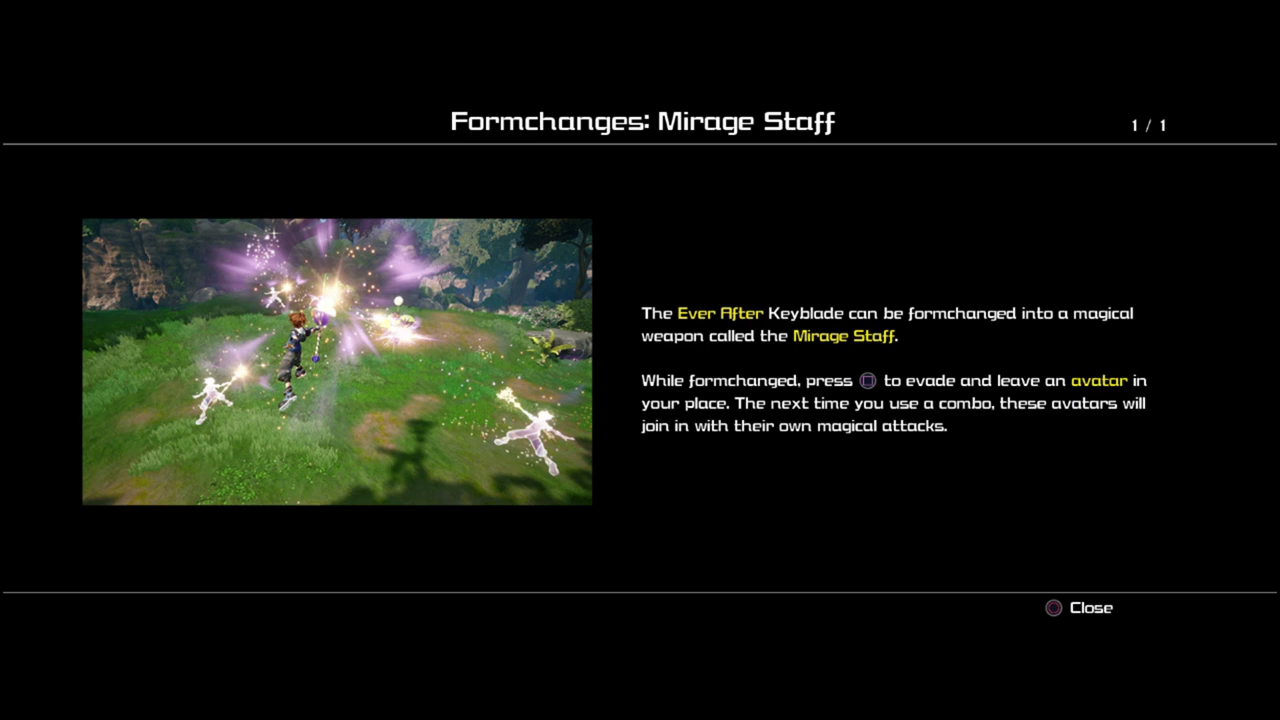 Formchanges: Mirage Staff
1 / 1
The Ever After Keyblade can be formchanged into a magical
weapon called the Mirage Staff.
While formchanged, press to evade and leave an avatar in
your place. The next time you use a combo, these avatars will
join in with their own magical attacks.
Close